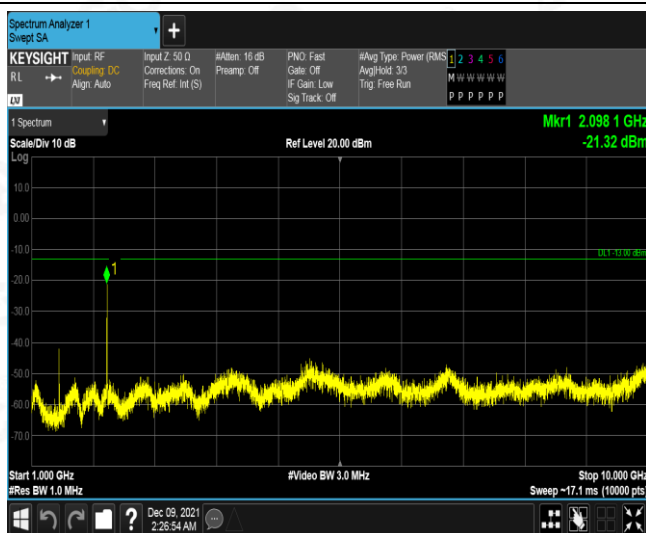 Spectrum Analyzer 1
Swept SA
+
KEYSIGHT Input: RF Input Z: 50 Ω #Atten: 16 dB PNO: Fast #Avg Type: Power (RMS 1 2 3 4 5 6
RL Coupling: DC Corrections: On Preamp: Off Gate: Off Avg|Hold: 3/3 M W W W W W
Align: Auto Freq Ref: Int (S) IF Gain: Low Trig: Free Run
LXI Sig Track: Off P P P P P P
1 Spectrum Mkr1 2.098 1 GHz
Scale/Div 10 dB Ref Level 20.00 dBm -21.32 dBm
Log
10.0
0.00
-10.0
DL1 -13.00 dBm
1
-20.0
-30.0
-40.0
-50.0
-60.0
-70.0
Start 1.000 GHz #Video BW 3.0 MHz Stop 10.000 GHz
#Res BW 1.0 MHz Sweep ~17.1 ms (10000 pts)
? Dec 09, 2021
2:26:54 AM